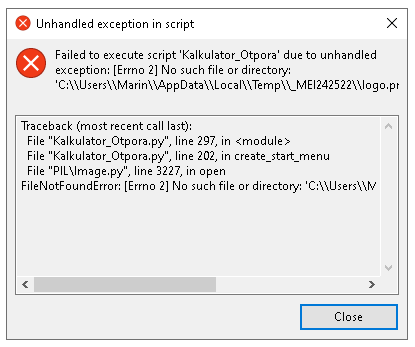 Unhandled exception in script
Failed to execute script 'Kalkulator_Otpora' due to unhandled
exception: [Errno 2] No such file or directory:
'C:\\Users\\Marin\\AppData\\Local\\Temp\\_MEI242522\\logo.pr
Traceback (most recent call last):
File "Kalkulator_Otpora.py", line 297, in <module>
File "Kalkulator_Otpora.py", line 202, in create_start_menu
File "PIL\Image.py", line 3227, in open
FileNotFoundError: [Errno 2] No such file or directory: 'C:\\Users\\M
Close